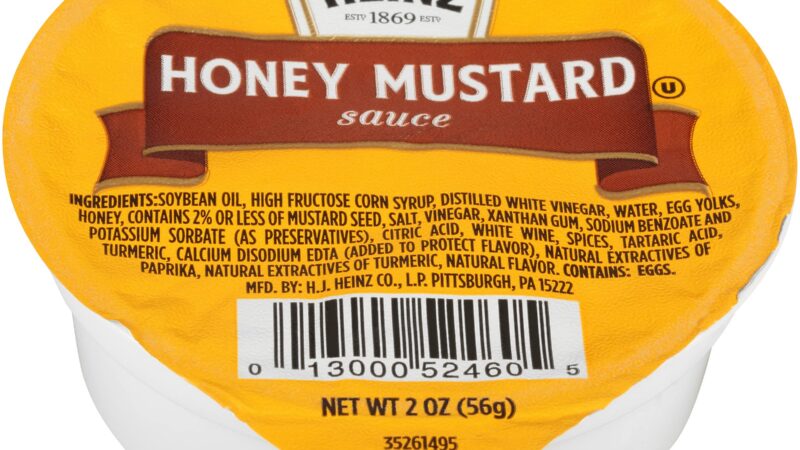 HEINZ
ESTD 1869 ESTD
HONEY MUSTARD
U
sauce
INGREDIENTS:SOYBEAN OIL, HIGH FRUCTOSE CORN SYRUP, DISTILLED WHITE VINEGAR, WATER, EGG YOLKS,
HONEY, CONTAINS 2% OR LESS OF MUSTARD SEED, SALT, VINEGAR, XANTHAN GUM, SODIUM BENZOATE AND
POTASSIUM SORBATE (AS PRESERVATIVES), CITRIC ACID, WHITE WINE, SPICES, TARTARIC ACID,
TURMERIC, CALCIUM DISODIUM EDTA (ADDED TO PROTECT FLAVOR), NATURAL EXTRACTIVES OF
PAPRIKA, NATURAL EXTRACTIVES OF TURMERIC, NATURAL FLAVOR. CONTAINS: EGGS.
MFD. BY: H.J. HEINZ CO., L.P. PITTSBURGH, PA 15222
0 13000 52460 5
NET WT 2 OZ (56g)
35261495